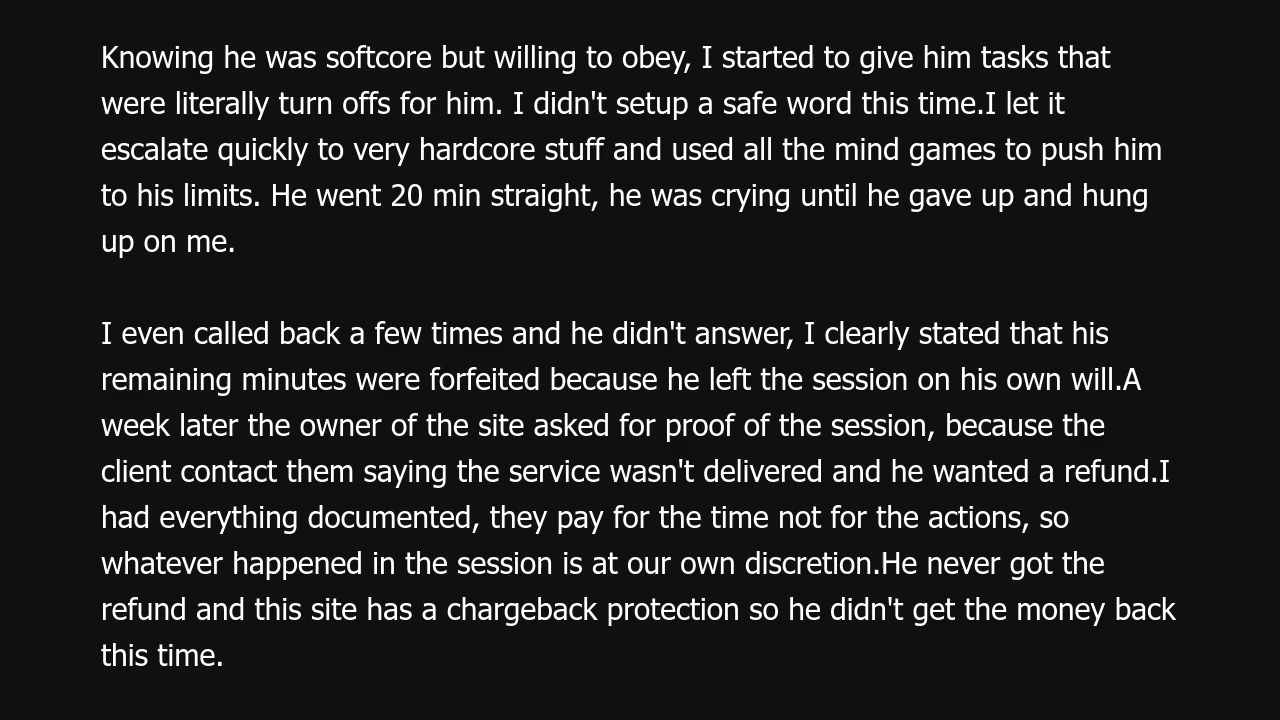 Knowing he was softcore but willing to obey, I started to give him tasks that
were literally turn offs for him. I didn't setup a safe word this time.I let it
escalate quickly to very hardcore stuff and used all the mind games to push him
to his limits. He went 20 min straight, he was crying until he gave up and hung
up on me.

I even called back a few times and he didn't answer, I clearly stated that his
remaining minutes were forfeited because he left the session on his own will.A
week later the owner of the site asked for proof of the session, because the
client contact them saying the service wasn't delivered and he wanted a refund.I
had everything documented, they pay for the time not for the actions, so
whatever happened in the session is at our own discretion.He never got the
refund and this site has a chargeback protection so he didn't get the money back
this time.